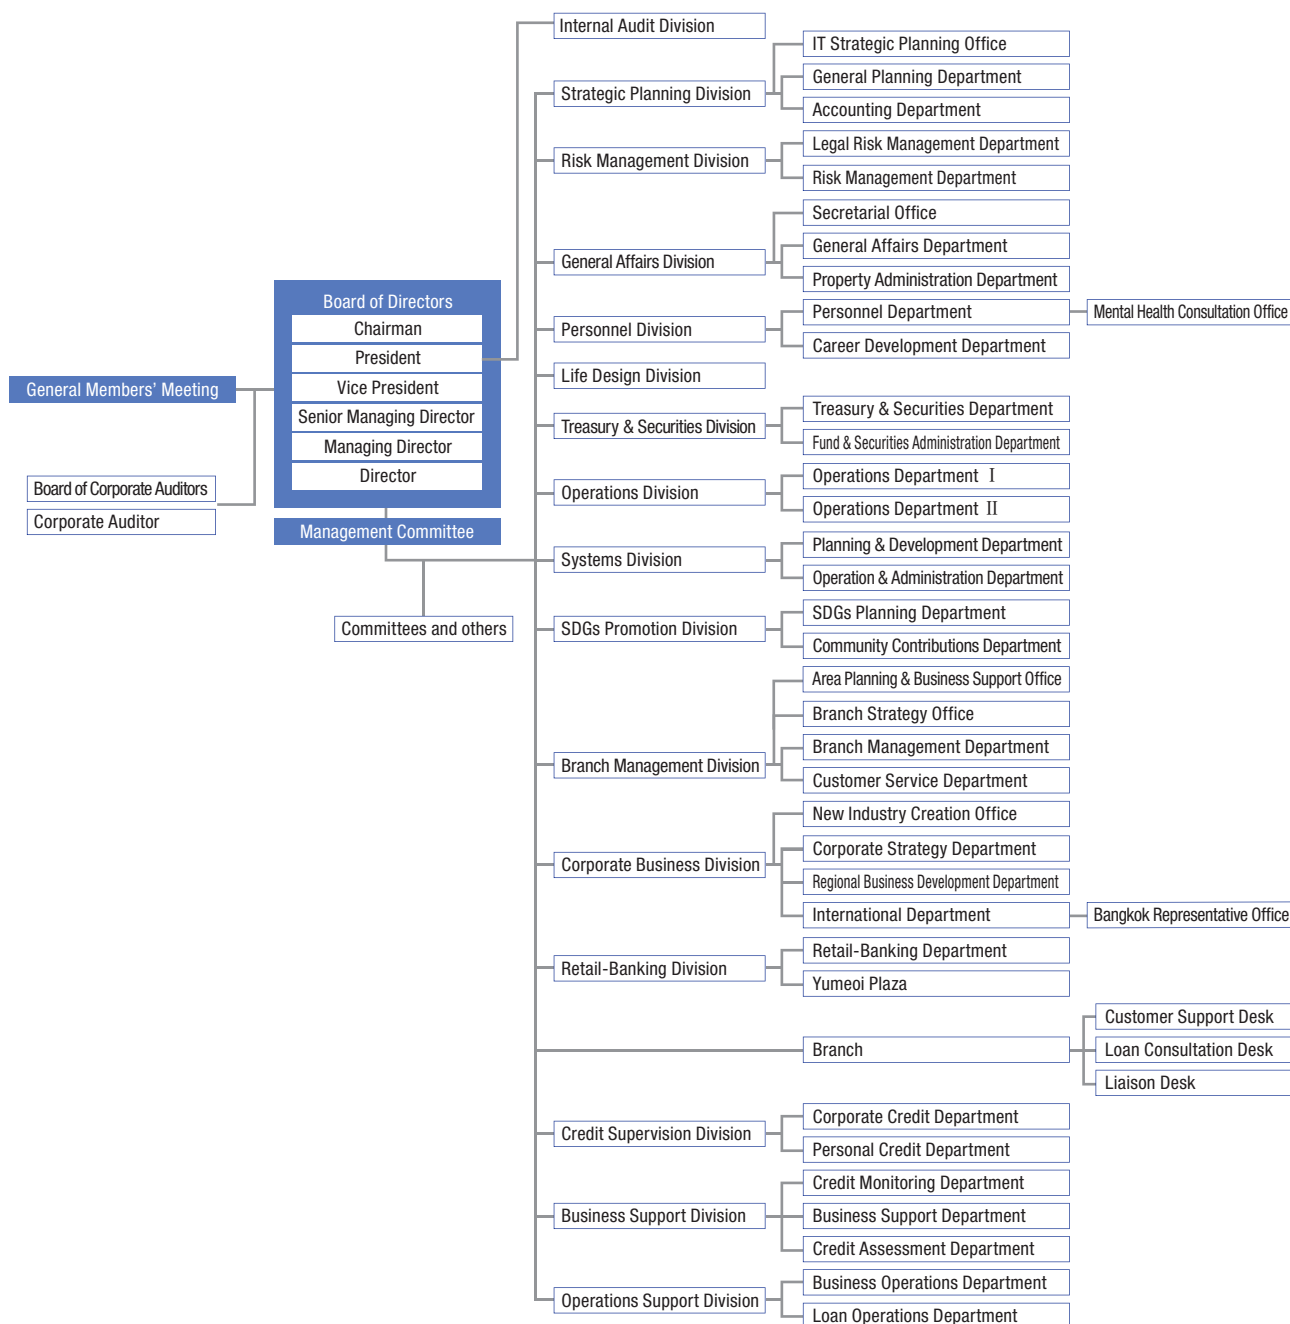 General Members' Meeting
Board of Corporate Auditors
Corporate Auditor
Board of Directors
Chairman
President
Vice President
Senior Managing Director
Managing Director
Director
Management Committee
Committees and others
Internal Audit Division
Strategic Planning Division
IT Strategic Planning Office
General Planning Department
Accounting Department
Risk Management Division
Legal Risk Management Department
Risk Management Department
General Affairs Division
Secretarial Office
General Affairs Department
Property Administration Department
Personnel Division
Personnel Department
Mental Health Consultation Office
Career Development Department
Life Design Division
Treasury & Securities Division
Treasury & Securities Department
Fund & Securities Administration Department
Operations Division
Operations Department Ⅰ
Operations Department Ⅱ
Systems Division
Planning & Development Department
Operation & Administration Department
SDGs Promotion Division
SDGs Planning Department
Community Contributions Department
Branch Management Division
Area Planning & Business Support Office
Branch Strategy Office
Branch Management Department
Customer Service Department
Corporate Business Division
New Industry Creation Office
Corporate Strategy Department
Regional Business Development Department
International Department
Bangkok Representative Office
Retail-Banking Division
Retail-Banking Department
Yumeoi Plaza
Branch
Customer Support Desk
Loan Consultation Desk
Liaison Desk
Credit Supervision Division
Corporate Credit Department
Personal Credit Department
Business Support Division
Credit Monitoring Department
Business Support Department
Credit Assessment Department
Operations Support Division
Business Operations Department
Loan Operations Department